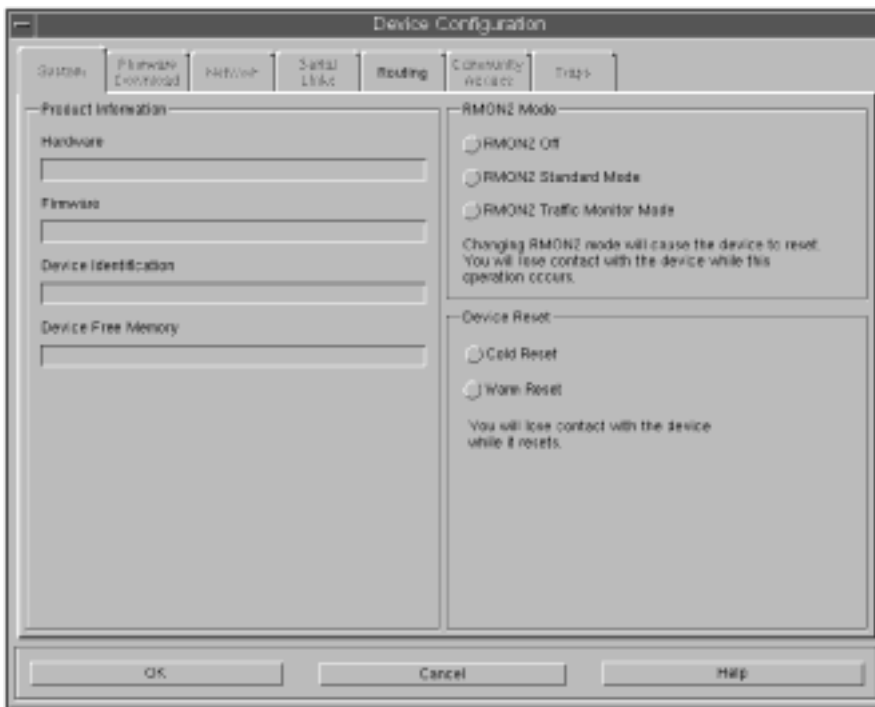 Device Configuration
System
Firmware
Download
Network
Serial
Links
Routing
Community
Access
Traps
Product Information
Hardware
Firmware
Device Identification
Device Free Memory
RMON2 Mode
RMON2 Off
RMON2 Standard Mode
RMON2 Traffic Monitor Mode
Changing RMON2 mode will cause the device to reset.
You will lose contact with the device while this
operation occurs.
Device Reset
Cold Reset
Warm Reset
You will lose contact with the device
while it resets.
OK
Cancel
Help